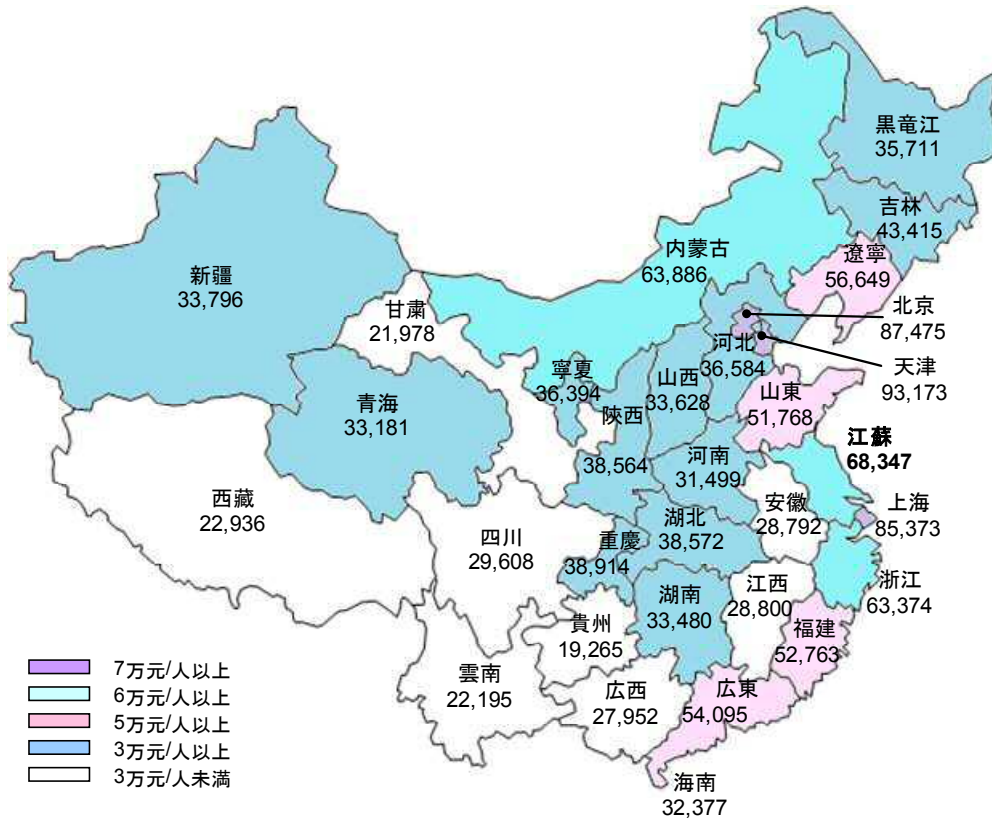 黒竜江
35,711
吉林
43,415
遼寧
56,649
内蒙古
63,886
新疆
33,796
甘粛
21,978
北京
87,475
河北
36,584
天津
93,173
寧夏
36,394
山西
33,628
山東
51,768
青海
33,181
陝西
38,564
河南
31,499
江蘇
68,347
西藏
22,936
安徽
28,792
上海
85,373
四川
29,608
重慶
38,914
湖北
38,572
浙江
63,374
湖南
33,480
江西
28,800
貴州
19,265
福建
52,763
雲南
22,195
広西
27,952
広東
54,095
海南
32,377
7万元/人以上
6万元/人以上
5万元/人以上
3万元/人以上
3万元/人未満